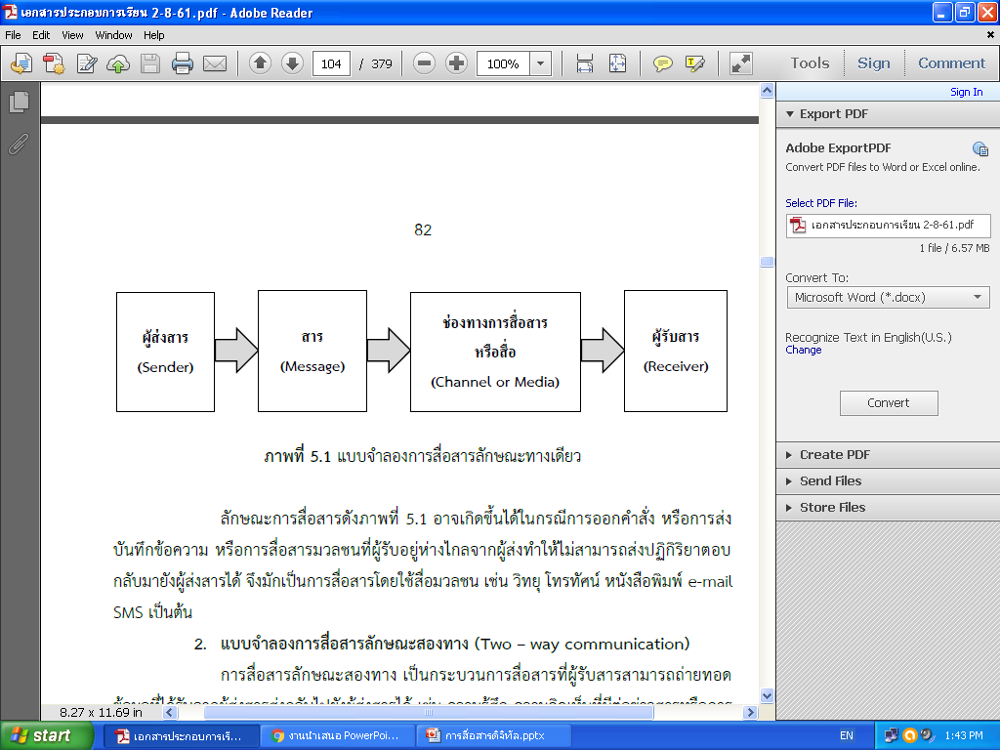 เอกสารประกอบการเรียน 2-8-61.pdf - Adobe Reader
File Edit View Window Help
104 / 379 100% Tools Sign Comment
Sign In
Export PDF
Adobe ExportPDF
Convert PDF files to Word or Excel online.
Select PDF File:
เอกสารประกอบการเรียน 2-8-61.pdf
1 file / 6.57 MB
Convert To:
Microsoft Word (*.docx)
Recognize Text in English(U.S.)
Change
Convert
Create PDF
Send Files
Store Files
82
ผู้ส่งสาร
(Sender)
สาร
(Message)
ช่องทางการสื่อสาร
หรือสื่อ
(Channel or Media)
ผู้รับสาร
(Receiver)
ภาพที่ 5.1 แบบจำลองการสื่อสารลักษณะทางเดียว
ลักษณะการสื่อสารดังภาพที่ 5.1 อาจเกิดขึ้นได้ในกรณีการออกคำสั่ง หรือการส่ง
บันทึกข้อความ หรือการสื่อสารมวลชนที่ผู้รับอยู่ห่างไกลจากผู้ส่งทำให้ไม่สามารถส่งปฏิกิริยาตอบ
กลับมายังผู้ส่งสารได้ จึงมักเป็นการสื่อสารโดยใช้สื่อมวลชน เช่น วิทยุ โทรทัศน์ หนังสือพิมพ์ e-mail
SMS เป็นต้น
2. แบบจำลองการสื่อสารลักษณะสองทาง (Two – way communication)
การสื่อสารลักษณะสองทาง เป็นกระบวนการสื่อสารที่ผู้รับสารสามารถถ่ายทอด
8.27 x 11.69 in
start เอกสารประกอบการเรี... งานนำเสนอ PowerPoi... การสื่อสารดิจิทัล.pptx EN 1:43 PM